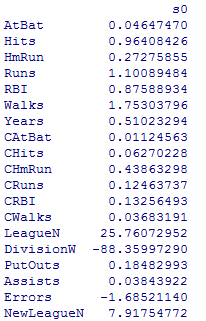 s0
AtBat 0.04647470
Hits 0.96408426
HmRun 0.27275855
Runs 1.10089484
RBI 0.87588934
Walks 1.75303796
Years 0.51023294
CAtBat 0.01124563
CHits 0.06270228
CHmRun 0.43863298
CRuns 0.12463737
CRBI 0.13256493
CWalks 0.03683191
LeagueN 25.76072952
DivisionW -88.35997290
PutOuts 0.18482993
Assists 0.03843922
Errors -1.68521140
NewLeagueN 7.91754772